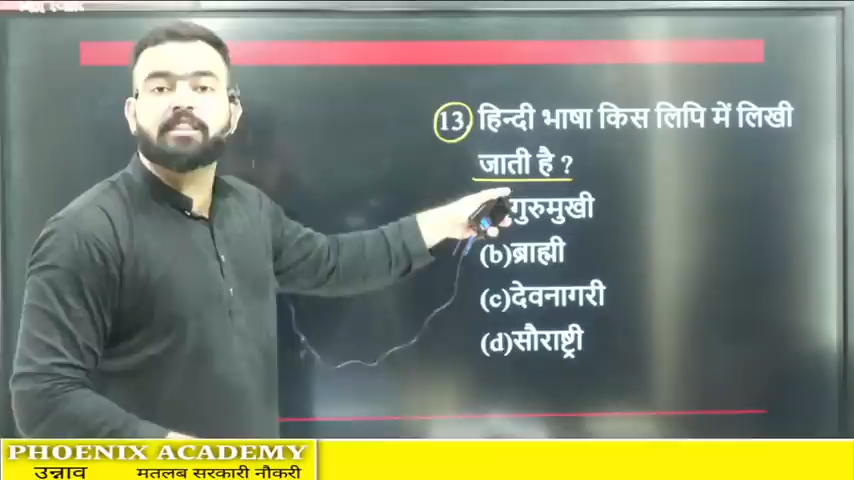 13. हिन्दी भाषा किस लिपि में लिखी
जाती है ?
गुरुमुखी
(b)ब्राह्मी
(c)देवनागरी
(d)सौराष्ट्री
PHOENIX ACADEMY
उन्नाव मतलब सरकारी नौकरी